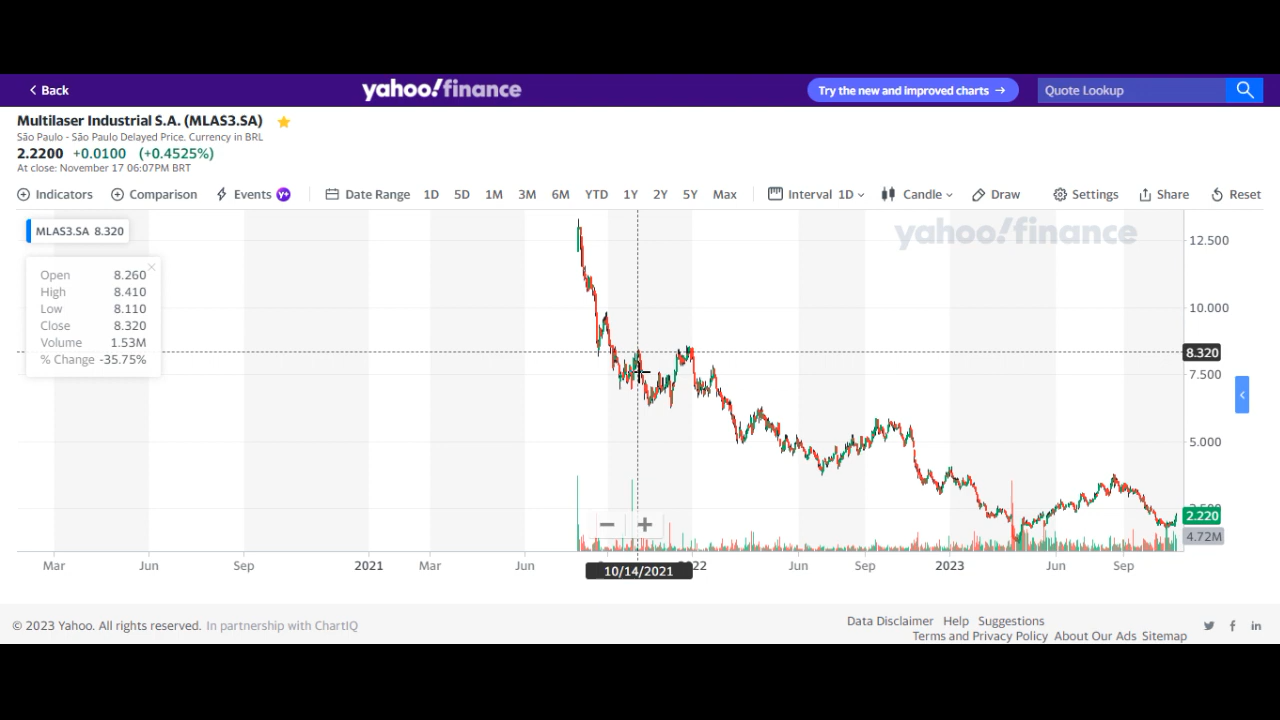 Back
yahoo!finance
Try the new and improved charts →
Quote Lookup
Multilaser Industrial S.A. (MLAS3.SA)
São Paulo - São Paulo Delayed Price. Currency in BRL
2.2200 +0.0100 (+0.4525%)
At close: November 17 06:07PM BRT
Indicators Comparison Events Y+ Date Range 1D 5D 1M 3M 6M YTD 1Y 2Y 5Y Max Interval 1D Candle Draw Settings Share Reset
MLAS3.SA 8.320
yahoo!finance
Open 8.260
High 8.410
Low 8.110
Close 8.320
Volume 1.53M
% Change -35.75%
12.500
10.000
8.320
7.500
5.000
2.220
4.72M
Mar Jun Sep 2021 Mar Jun 10/14/2021 Jun Sep 2023 Jun Sep
© 2023 Yahoo. All rights reserved. In partnership with ChartIQ
Data Disclaimer Help Suggestions
Terms and Privacy Policy About Our Ads Sitemap